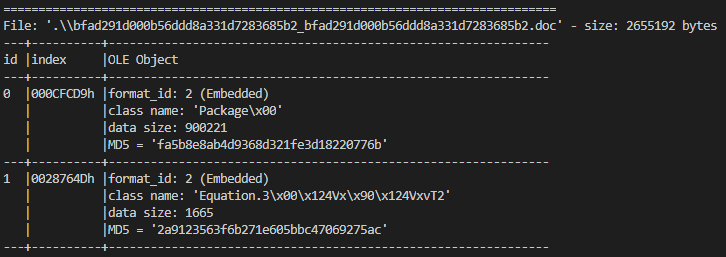 ===============================================================================
File: '.\\bfad291d000b56ddd8a331d7283685b2_bfad291d000b56ddd8a331d7283685b2.doc' - size: 2655192 bytes
---+----------+---------------------------------------------------------------
id |index     |OLE Object
---+----------+---------------------------------------------------------------
0  |000CFCD9h |format_id: 2 (Embedded)
   |          |class name: 'Package\x00'
   |          |data size: 900221
   |          |MD5 = 'fa5b8e8ab4d9368d321fe3d18220776b'
---+----------+---------------------------------------------------------------
1  |0028764Dh |format_id: 2 (Embedded)
   |          |class name: 'Equation.3\x00\x124Vx\x90\x124VxvT2'
   |          |data size: 1665
   |          |MD5 = '2a9123563f6b271e605bbc47069275ac'
---+----------+---------------------------------------------------------------